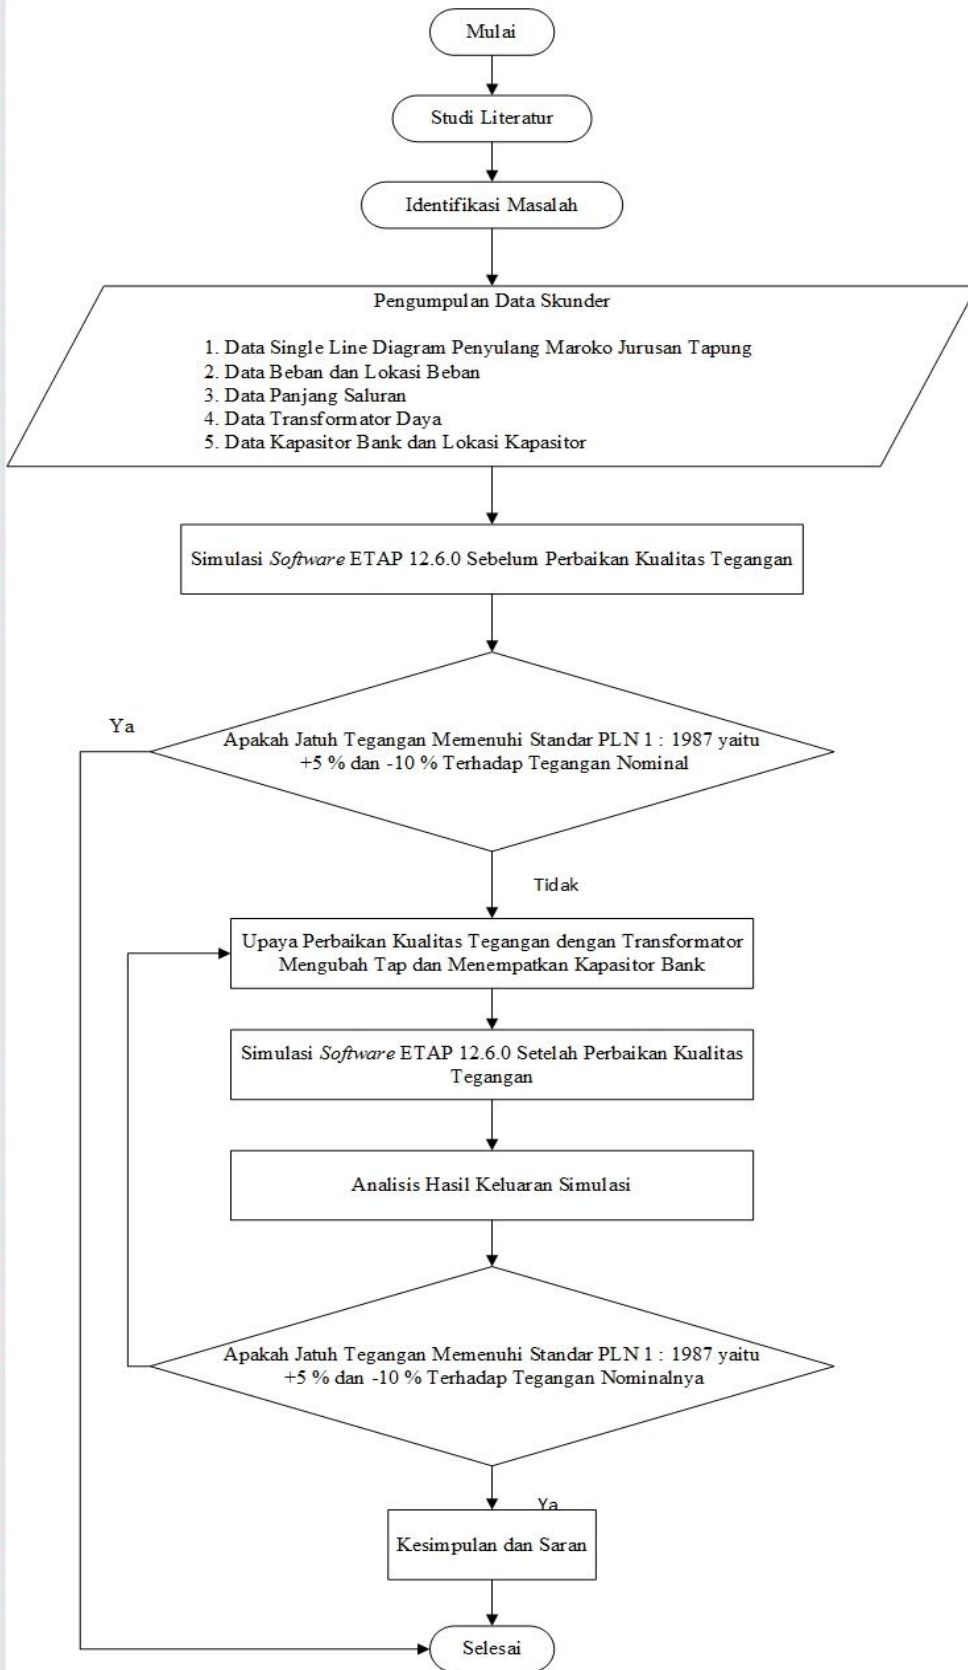 Mulai
Studi Literatur
Identifikasi Masalah
Pengumpulan Data Skunder
1. Data Single Line Diagram Penyulang Maroko Jurusan Tapung
2. Data Beban dan Lokasi Beban
3. Data Panjang Saluran
4. Data Transformator Daya
5. Data Kapasitor Bank dan Lokasi Kapasitor
Simulasi Software ETAP 12.6.0 Sebelum Perbaikan Kualitas Tegangan
Ya
Apakah Jatuh Tegangan Memenuhi Standar PLN 1 : 1987 yaitu
+5 % dan -10 % Terhadap Tegangan Nominal
Tidak
Upaya Perbaikan Kualitas Tegangan dengan Transformator
Mengubah Tap dan Menempatkan Kapasitor Bank
Simulasi Software ETAP 12.6.0 Setelah Perbaikan Kualitas
Tegangan
Analisis Hasil Keluaran Simulasi
Apakah Jatuh Tegangan Memenuhi Standar PLN 1 : 1987 yaitu
+5 % dan -10 % Terhadap Tegangan Nominalnya
Ya
Kesimpulan dan Saran
Selesai